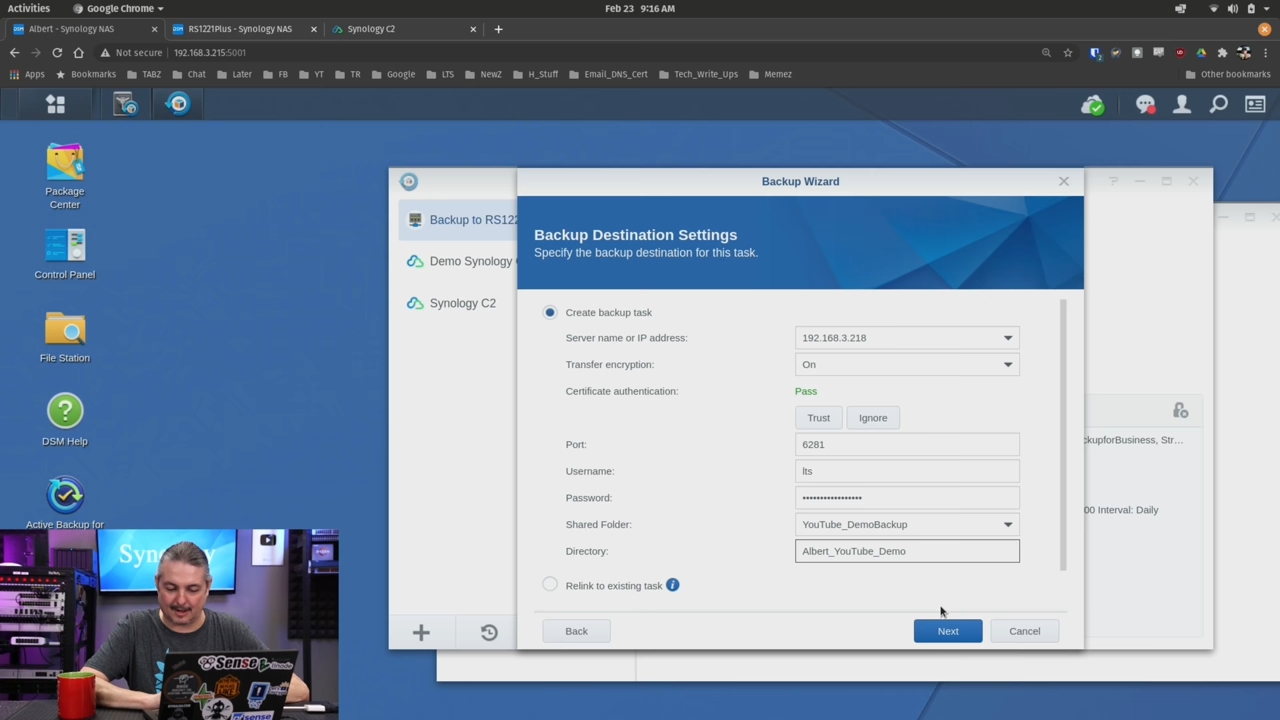 Activities
Google Chrome
Feb 23 9:16 AM
Albert - Synology NAS
RS1221Plus - Synology NAS
Synology C2
Not secure 192.168.3.215:5001
Apps
Bookmarks
TABZ
Chat
Later
FB
YT
TR
Google
LTS
NewZ
H_Stuff
Email_DNS_Cert
Tech_Write_Ups
Memez
Other bookmarks
Package
Center
Control Panel
File Station
DSM Help
Active Backup for
Backup to RS122
Demo Synology
Synology C2
Backup Wizard
Backup Destination Settings
Specify the backup destination for this task.
Create backup task
Server name or IP address: 192.168.3.218
Transfer encryption: On
Certificate authentication: Pass
Trust Ignore
Port: 6281
Username: lts
Password: •••••••••••••••••
Shared Folder: YouTube_DemoBackup
Directory: Albert_YouTube_Demo
Relink to existing task
Back Next Cancel
ckupforBusiness, Str...
00 Interval: Daily